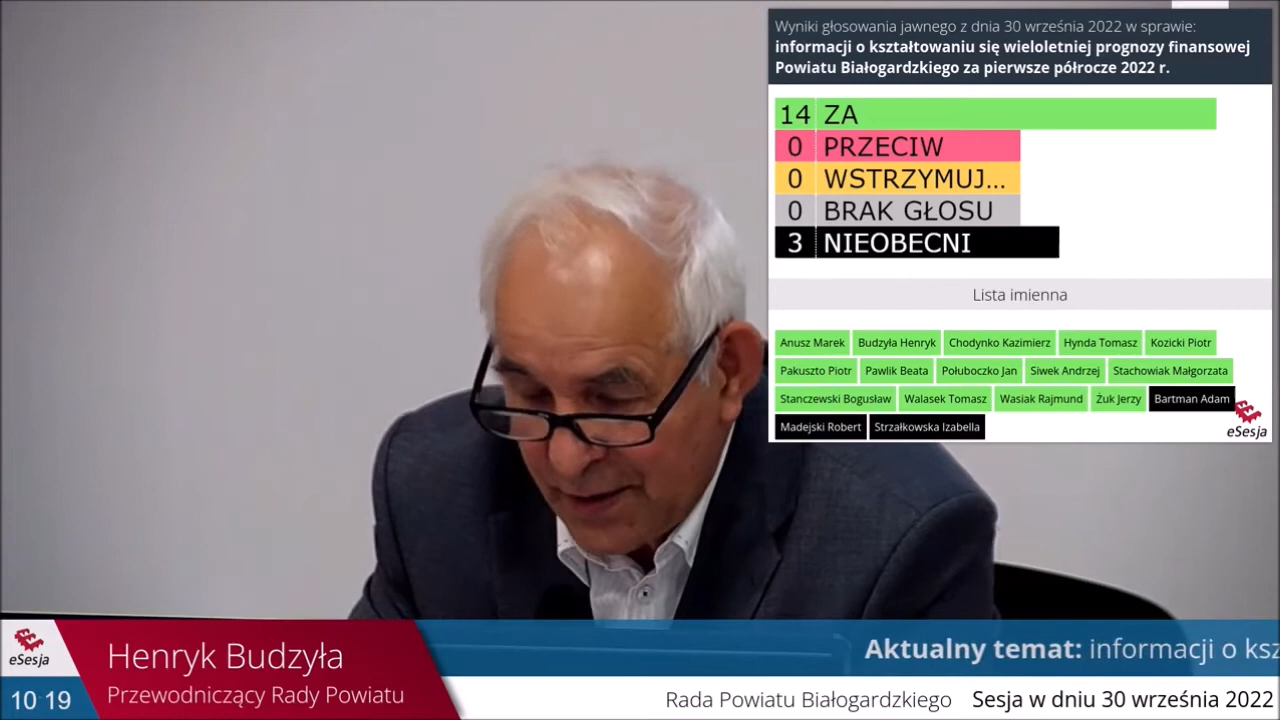 Wyniki głosowania jawnego z dnia 30 września 2022 w sprawie:
informacji o kształtowaniu się wieloletniej prognozy finansowej
Powiatu Białogardzkiego za pierwsze półrocze 2022 r.
14 ZA
0 PRZECIW
0 WSTRZYMUJ...
0 BRAK GŁOSU
3 NIEOBECNI
Lista imienna
Anusz Marek Budzyła Henryk Chodynko Kazimierz Hynda Tomasz Kozicki Piotr
Pakuszto Piotr Pawlik Beata Połuboczko Jan Siwek Andrzej Stachowiak Małgorzata
Stanczewski Bogusław Walasek Tomasz Wasiak Rajmund Żuk Jerzy Bartman Adam
Madejski Robert Strzałkowska Izabella
eSesja
eSesja
Henryk Budzyła
Przewodniczący Rady Powiatu
10 19
Aktualny temat: informacji o ksz
Rada Powiatu Białogardzkiego Sesja w dniu 30 września 2022